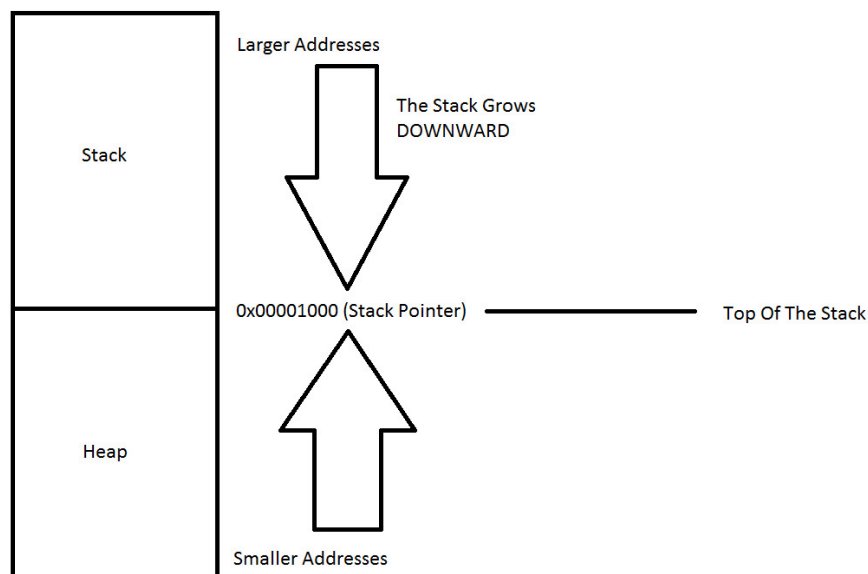 Larger Addresses
The Stack Grows
DOWNWARD
Stack
0x00001000 (Stack Pointer)
Top Of The Stack
Heap
Smaller Addresses